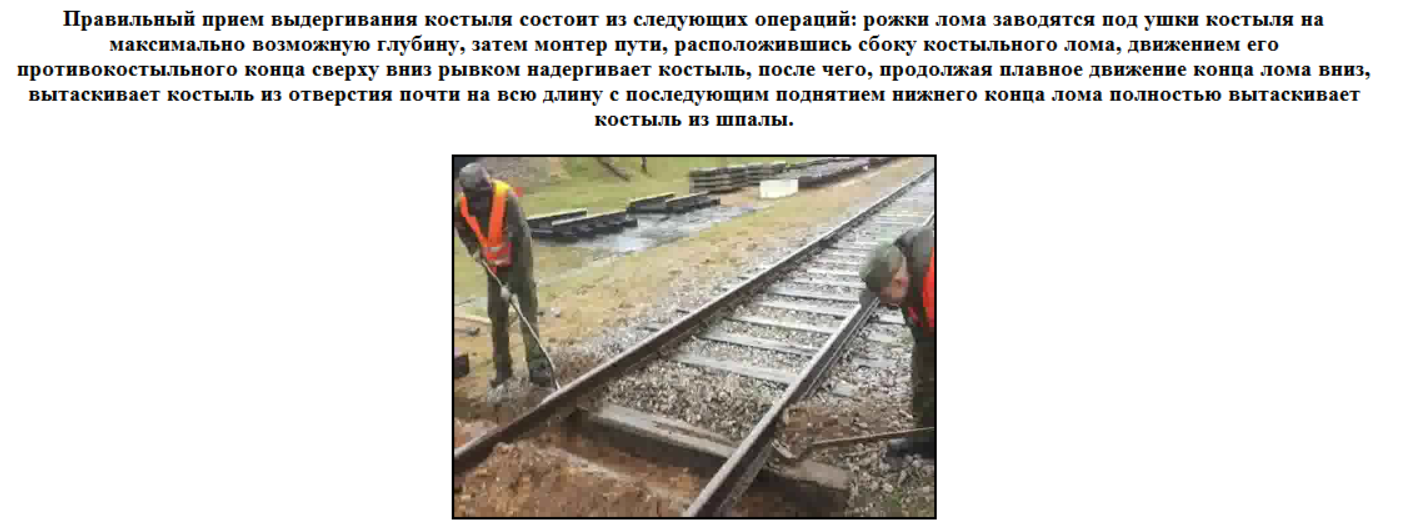 Правильный прием выдергивания костыля состоит из следующих операций: рожки лома заводятся под ушки костыля на
максимально возможную глубину, затем монтер пути, расположившись сбоку костыльного лома, движением его
противокостыльного конца сверху вниз рывком надергивает костыль, после чего, продолжая плавное движение конца лома вниз,
вытаскивает костыль из отверстия почти на всю длину с последующим поднятием нижнего конца лома полностью вытаскивает
костыль из шпалы.